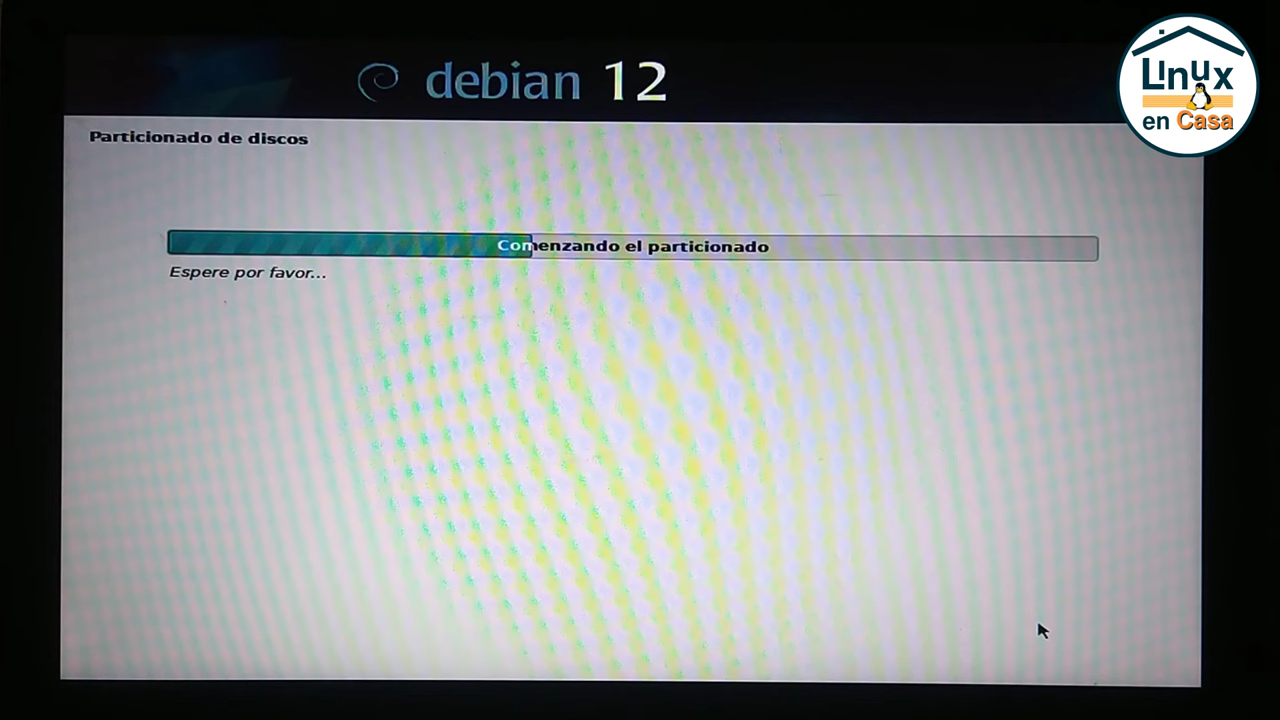 debian 12
Linux
en Casa
Particionado de discos
Comenzando el particionado
Espere por favor...